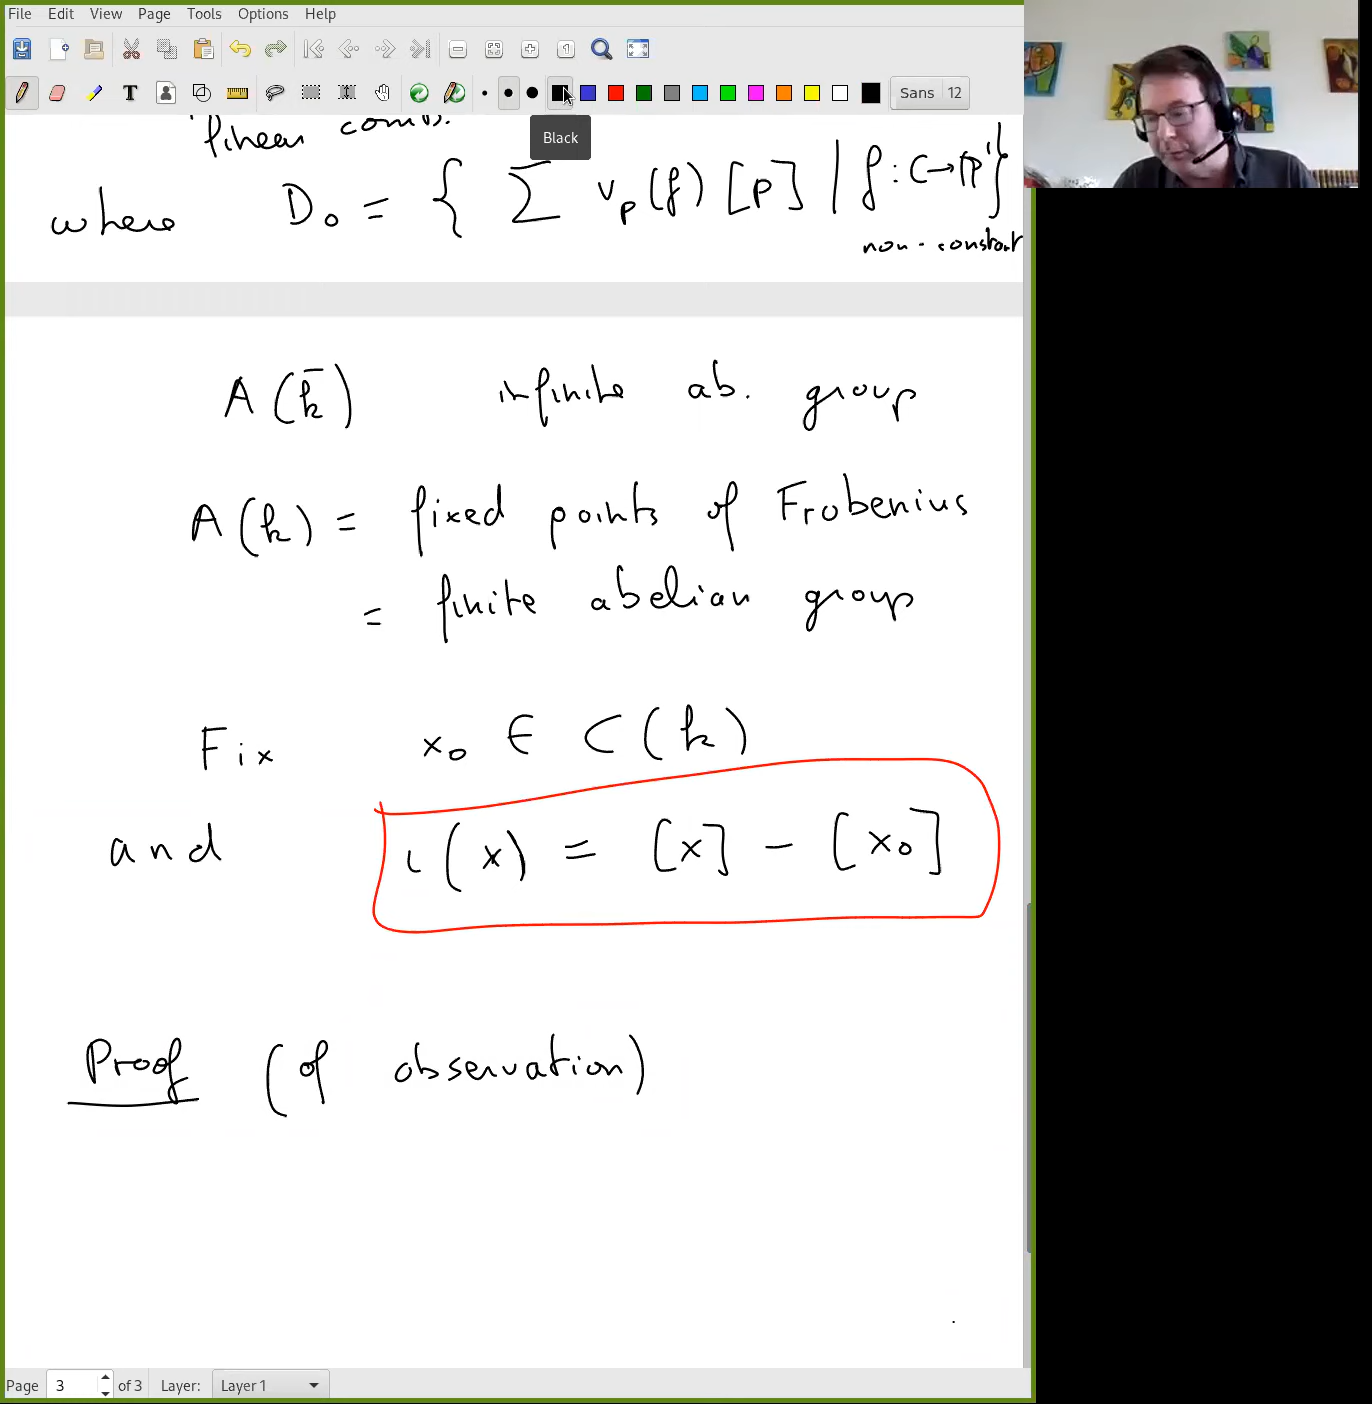 File Edit View Page Tools Options Help
T Sans 12
Black
linear comb.
where D₀ = { Σ v_p(f) [p] | f : C→ℙ¹ }
non-constant
A(k̄) infinite ab. group
A(k) = fixed points of Frobenius
= finite abelian group
Fix x₀ ∈ C(k)
and ι(x) = [x] - [x₀]
Proof (of observation)
Page 3 of 3 Layer: Layer 1